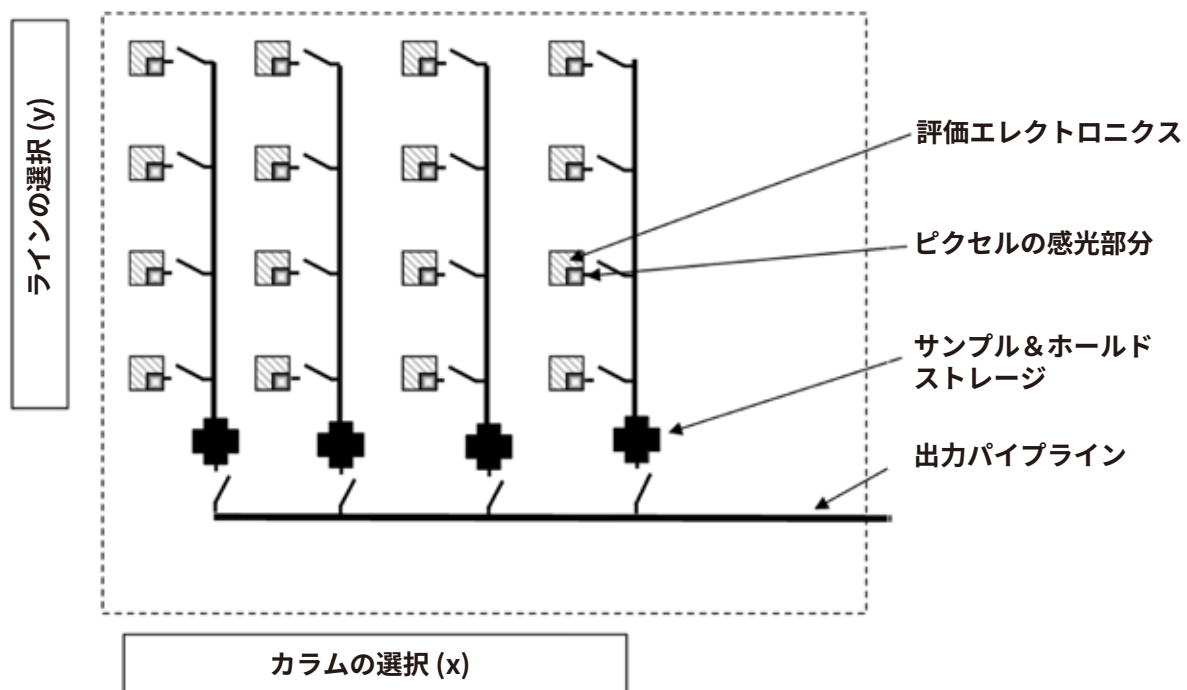 ラインの選択 (y)
評価エレクトロニクス
ピクセルの感光部分
サンプル&ホールド
ストレージ
出力パイプライン
カラムの選択 (x)